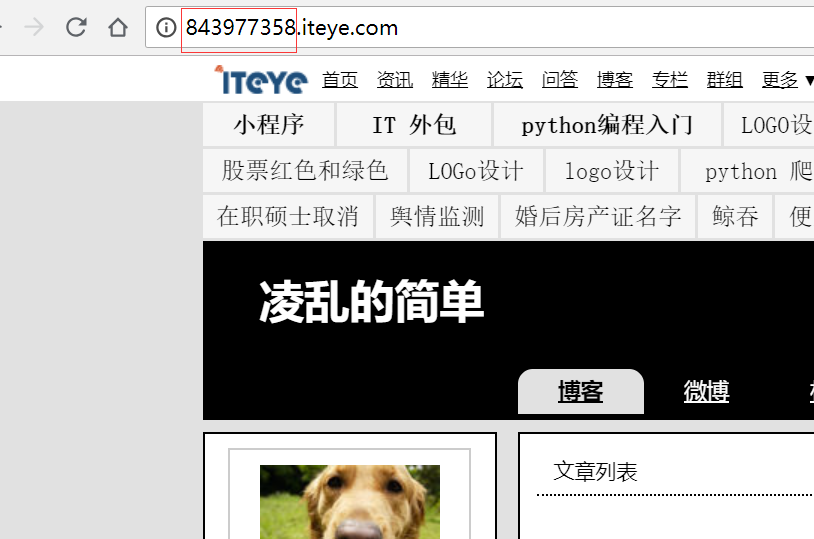 843977358.iteye.com
ITeye 首页 资讯 精华 论坛 问答 博客 专栏 群组 更多 ▼
小程序 IT 外包 python编程入门 LOGO设
股票红色和绿色 LOGo设计 logo设计 python 爬
在职硕士取消 舆情监测 婚后房产证名字 鲸吞 便
凌乱的简单
博客 微博
文章列表